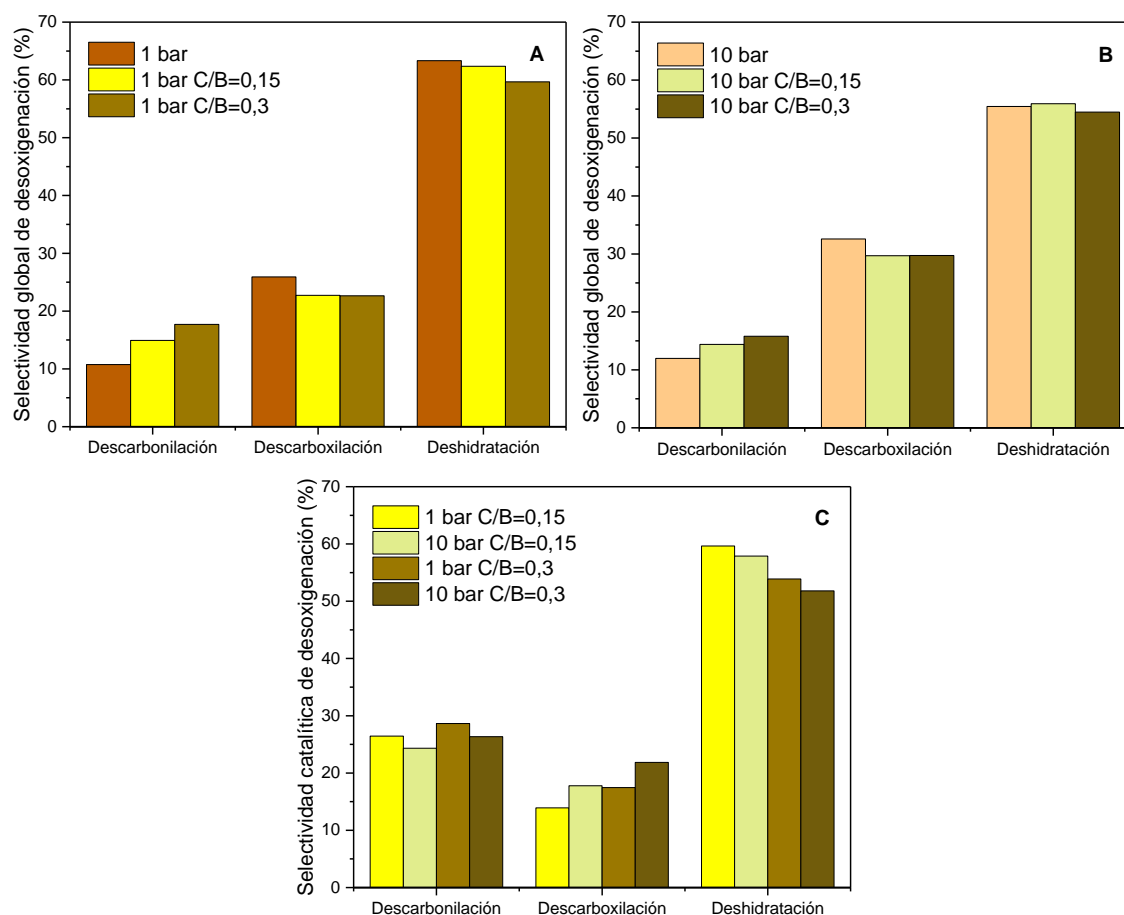 Selectividad global de desoxigenación (%)
70
60
50
40
30
20
10
0
1 bar
1 bar C/B=0,15
1 bar C/B=0,3
A
Descarbonilación
Descarboxilación
Deshidratación
Selectividad global de desoxigenación (%)
70
60
50
40
30
20
10
0
10 bar
10 bar C/B=0,15
10 bar C/B=0,3
B
Descarbonilación
Descarboxilación
Deshidratación
Selectividad catalítica de desoxigenación (%)
70
60
50
40
30
20
10
0
1 bar C/B=0,15
10 bar C/B=0,15
1 bar C/B=0,3
10 bar C/B=0,3
C
Descarbonilación
Descarboxilación
Deshidratación